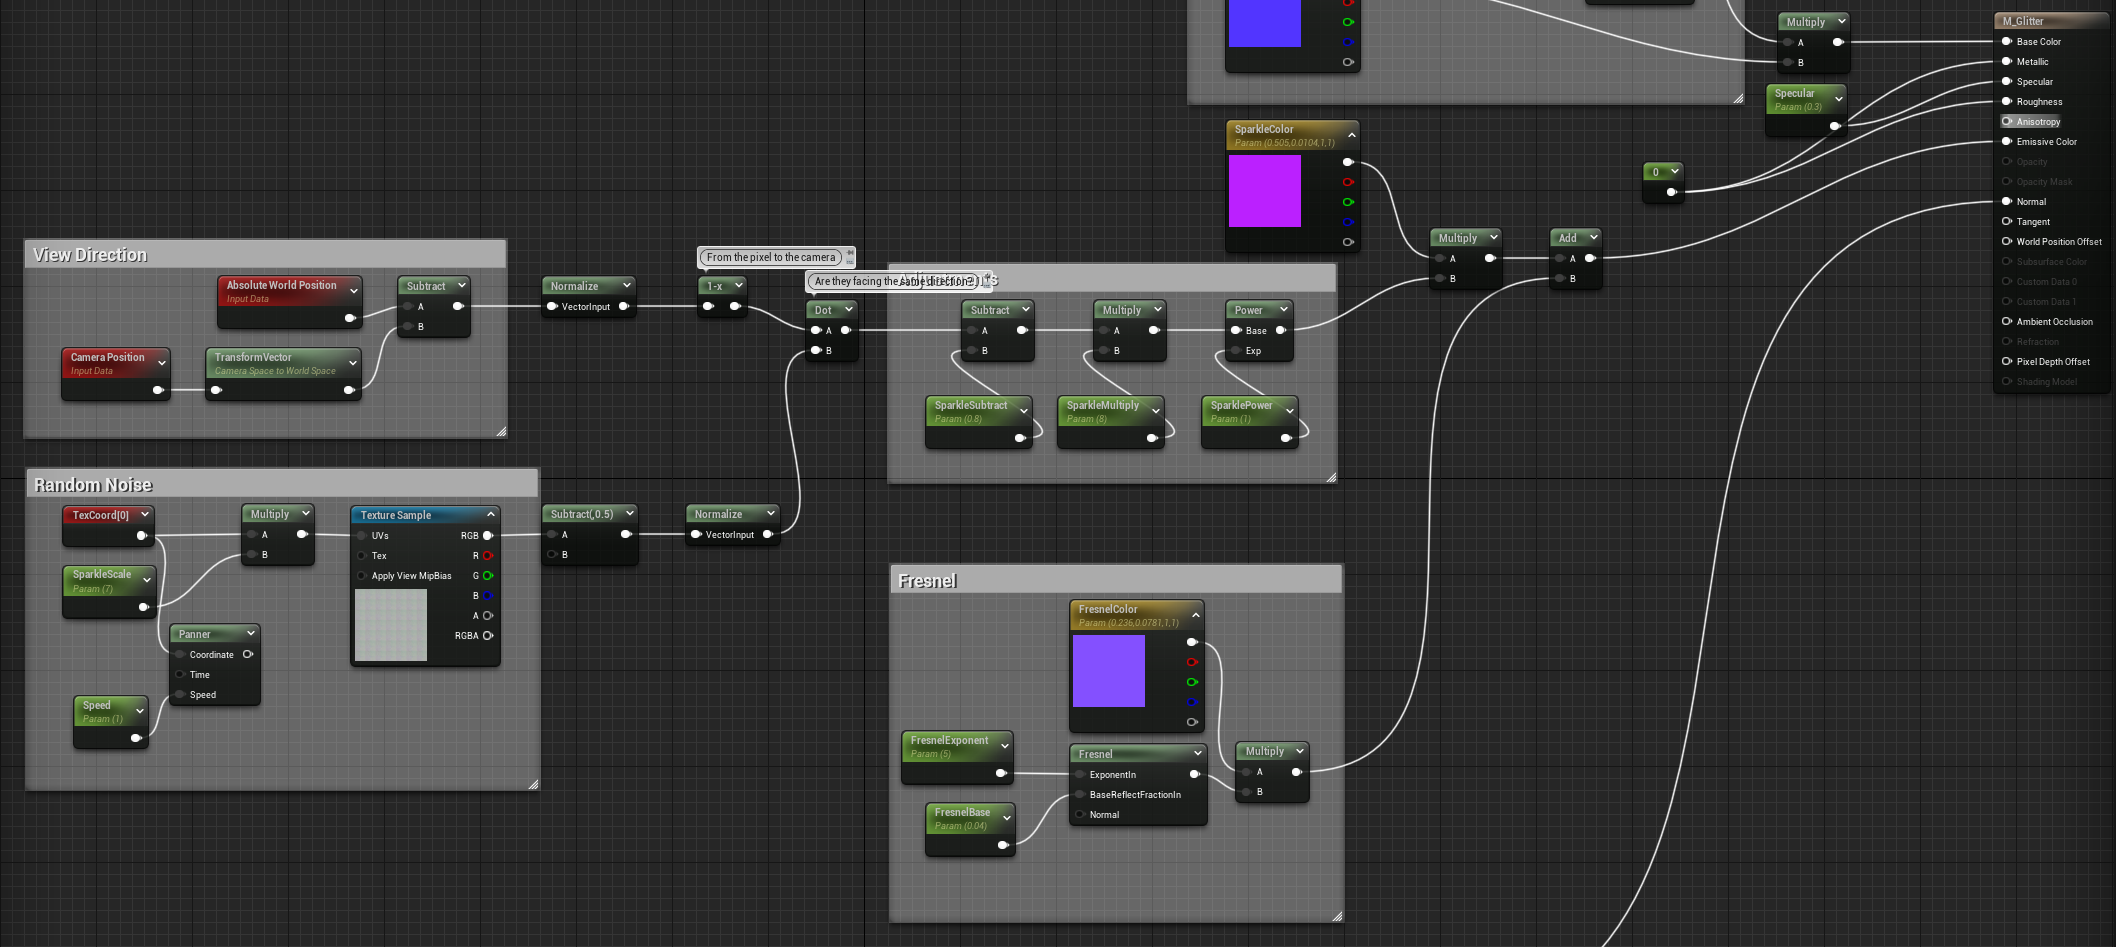 Multiply
A
B
M_Glitter
Base Color
Metallic
Specular
Roughness
Anisotropy
Emissive Color
Opacity
Opacity Mask
Normal
Tangent
World Position Offset
Subsurface Color
Custom Data 0
Custom Data 1
Ambient Occlusion
Refraction
Pixel Depth Offset
Shading Model
Specular
Param (0.3)
0
SparkleColor
Param (0.505,0.0104,1,1)
Multiply
A
B
Add
A
B
View Direction
Absolute World Position
Input Data
Subtract
A
B
Camera Position
Input Data
TransformVector
Camera Space to World Space
Normalize
VectorInput
From the pixel to the camera
1-x
Are they facing the same direction?
Dot
A
B
Subtract
A
B
Multiply
A
B
Power
Base
Exp
SparkleSubtract
Param (0.8)
SparkleMultiply
Param (8)
SparklePower
Param (1)
Random Noise
TexCoord[0]
Multiply
A
B
SparkleScale
Param (7)
Panner
Coordinate
Time
Speed
Speed
Param (1)
Texture Sample
UVs RGB
Tex R
Apply View MipBias G
B
A
RGBA
Subtract(,0.5)
A
B
Normalize
VectorInput
Fresnel
FresnelColor
Param (0.236,0.0781,1,1)
FresnelExponent
Param (5)
Fresnel
ExponentIn
BaseReflectFractionIn
Normal
FresnelBase
Param (0.04)
Multiply
A
B